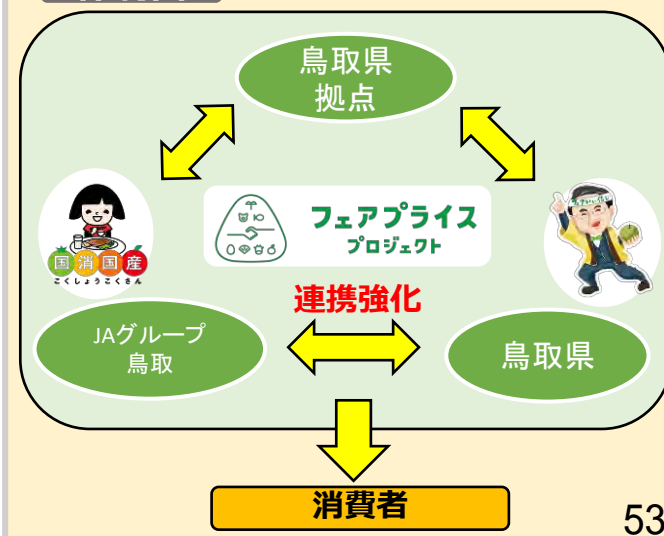 鳥取県
拠点
国消国産
こくしょうこくさん
フェアプライス
プロジェクト
連携強化
JAグループ
鳥取
鳥取県
消費者
53